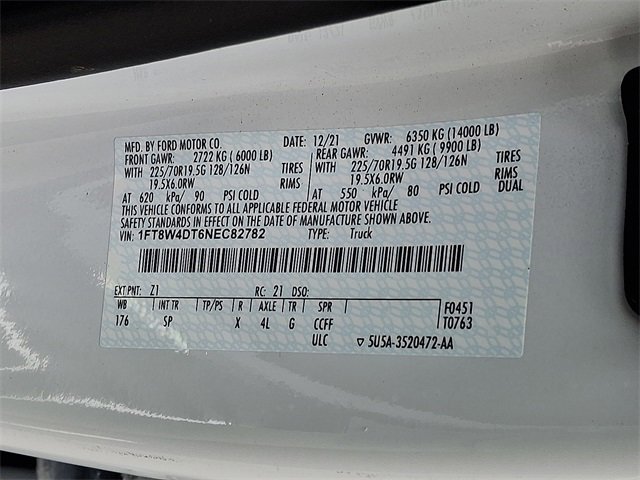 MFD. BY FORD MOTOR CO. DATE: 12/21 GVWR: 6350 KG (14000 LB)
FRONT GAWR: 2722 KG (6000 LB) REAR GAWR: 4491 KG (9900 LB)
WITH 225/70R19.5G 128/126N TIRES WITH 225/70R19.5G 128/126N TIRES
19.5X6.0RW RIMS 19.5X6.0RW RIMS
AT 620 kPa/ 90 PSI COLD AT 550 kPa/ 80 PSI COLD DUAL
THIS VEHICLE CONFORMS TO ALL APPLICABLE FEDERAL MOTOR VEHICLE
SAFETY STANDARDS IN EFFECT ON THE DATE OF MANUFACTURE SHOWN ABOVE.
VIN: 1FT8W4DT6NEC82782 TYPE: Truck
EXT PNT: Z1 RC: 21 DSO:
WB INT TR TP/PS R AXLE TR SPR F0451
176 SP X 4L G CCFF T0763
ULC ▽ 5U5A-3520472-AA